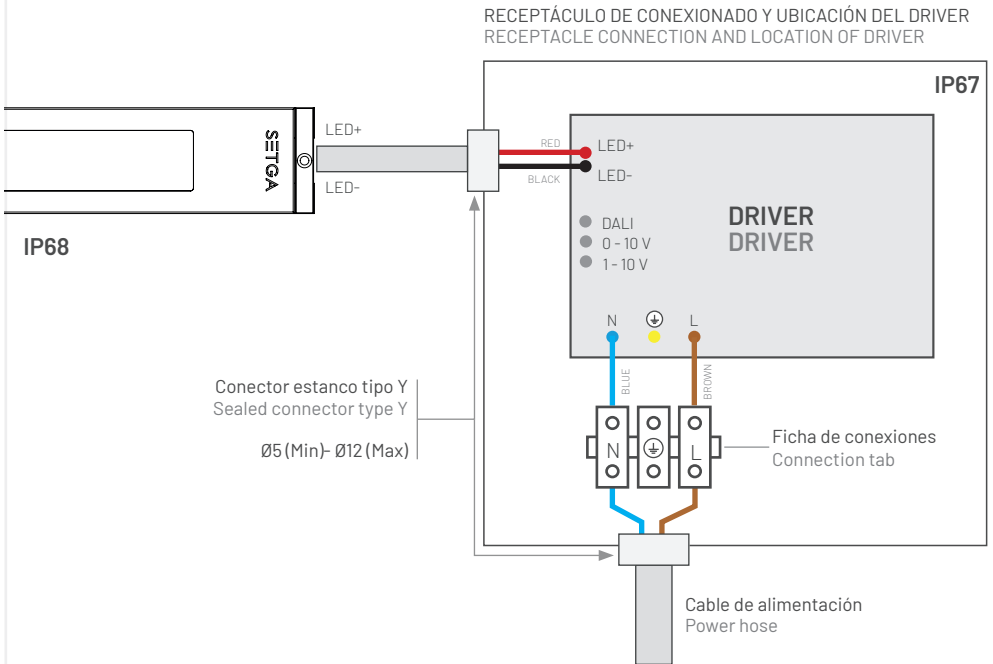 RECEPTÁCULO DE CONEXIONADO Y UBICACIÓN DEL DRIVER
RECEPTACLE CONNECTION AND LOCATION OF DRIVER
IP67
LED+
SETGA
LED-
IP68
RED
LED+
BLACK
LED-
DALI
0 - 10 V
1 - 10 V
DRIVER
DRIVER
N
L
BLUE
BROWN
Conector estanco tipo Y
Sealed connector type Y
Ø5 (Min)- Ø12 (Max)
N
L
Ficha de conexiones
Connection tab
Cable de alimentación
Power hose